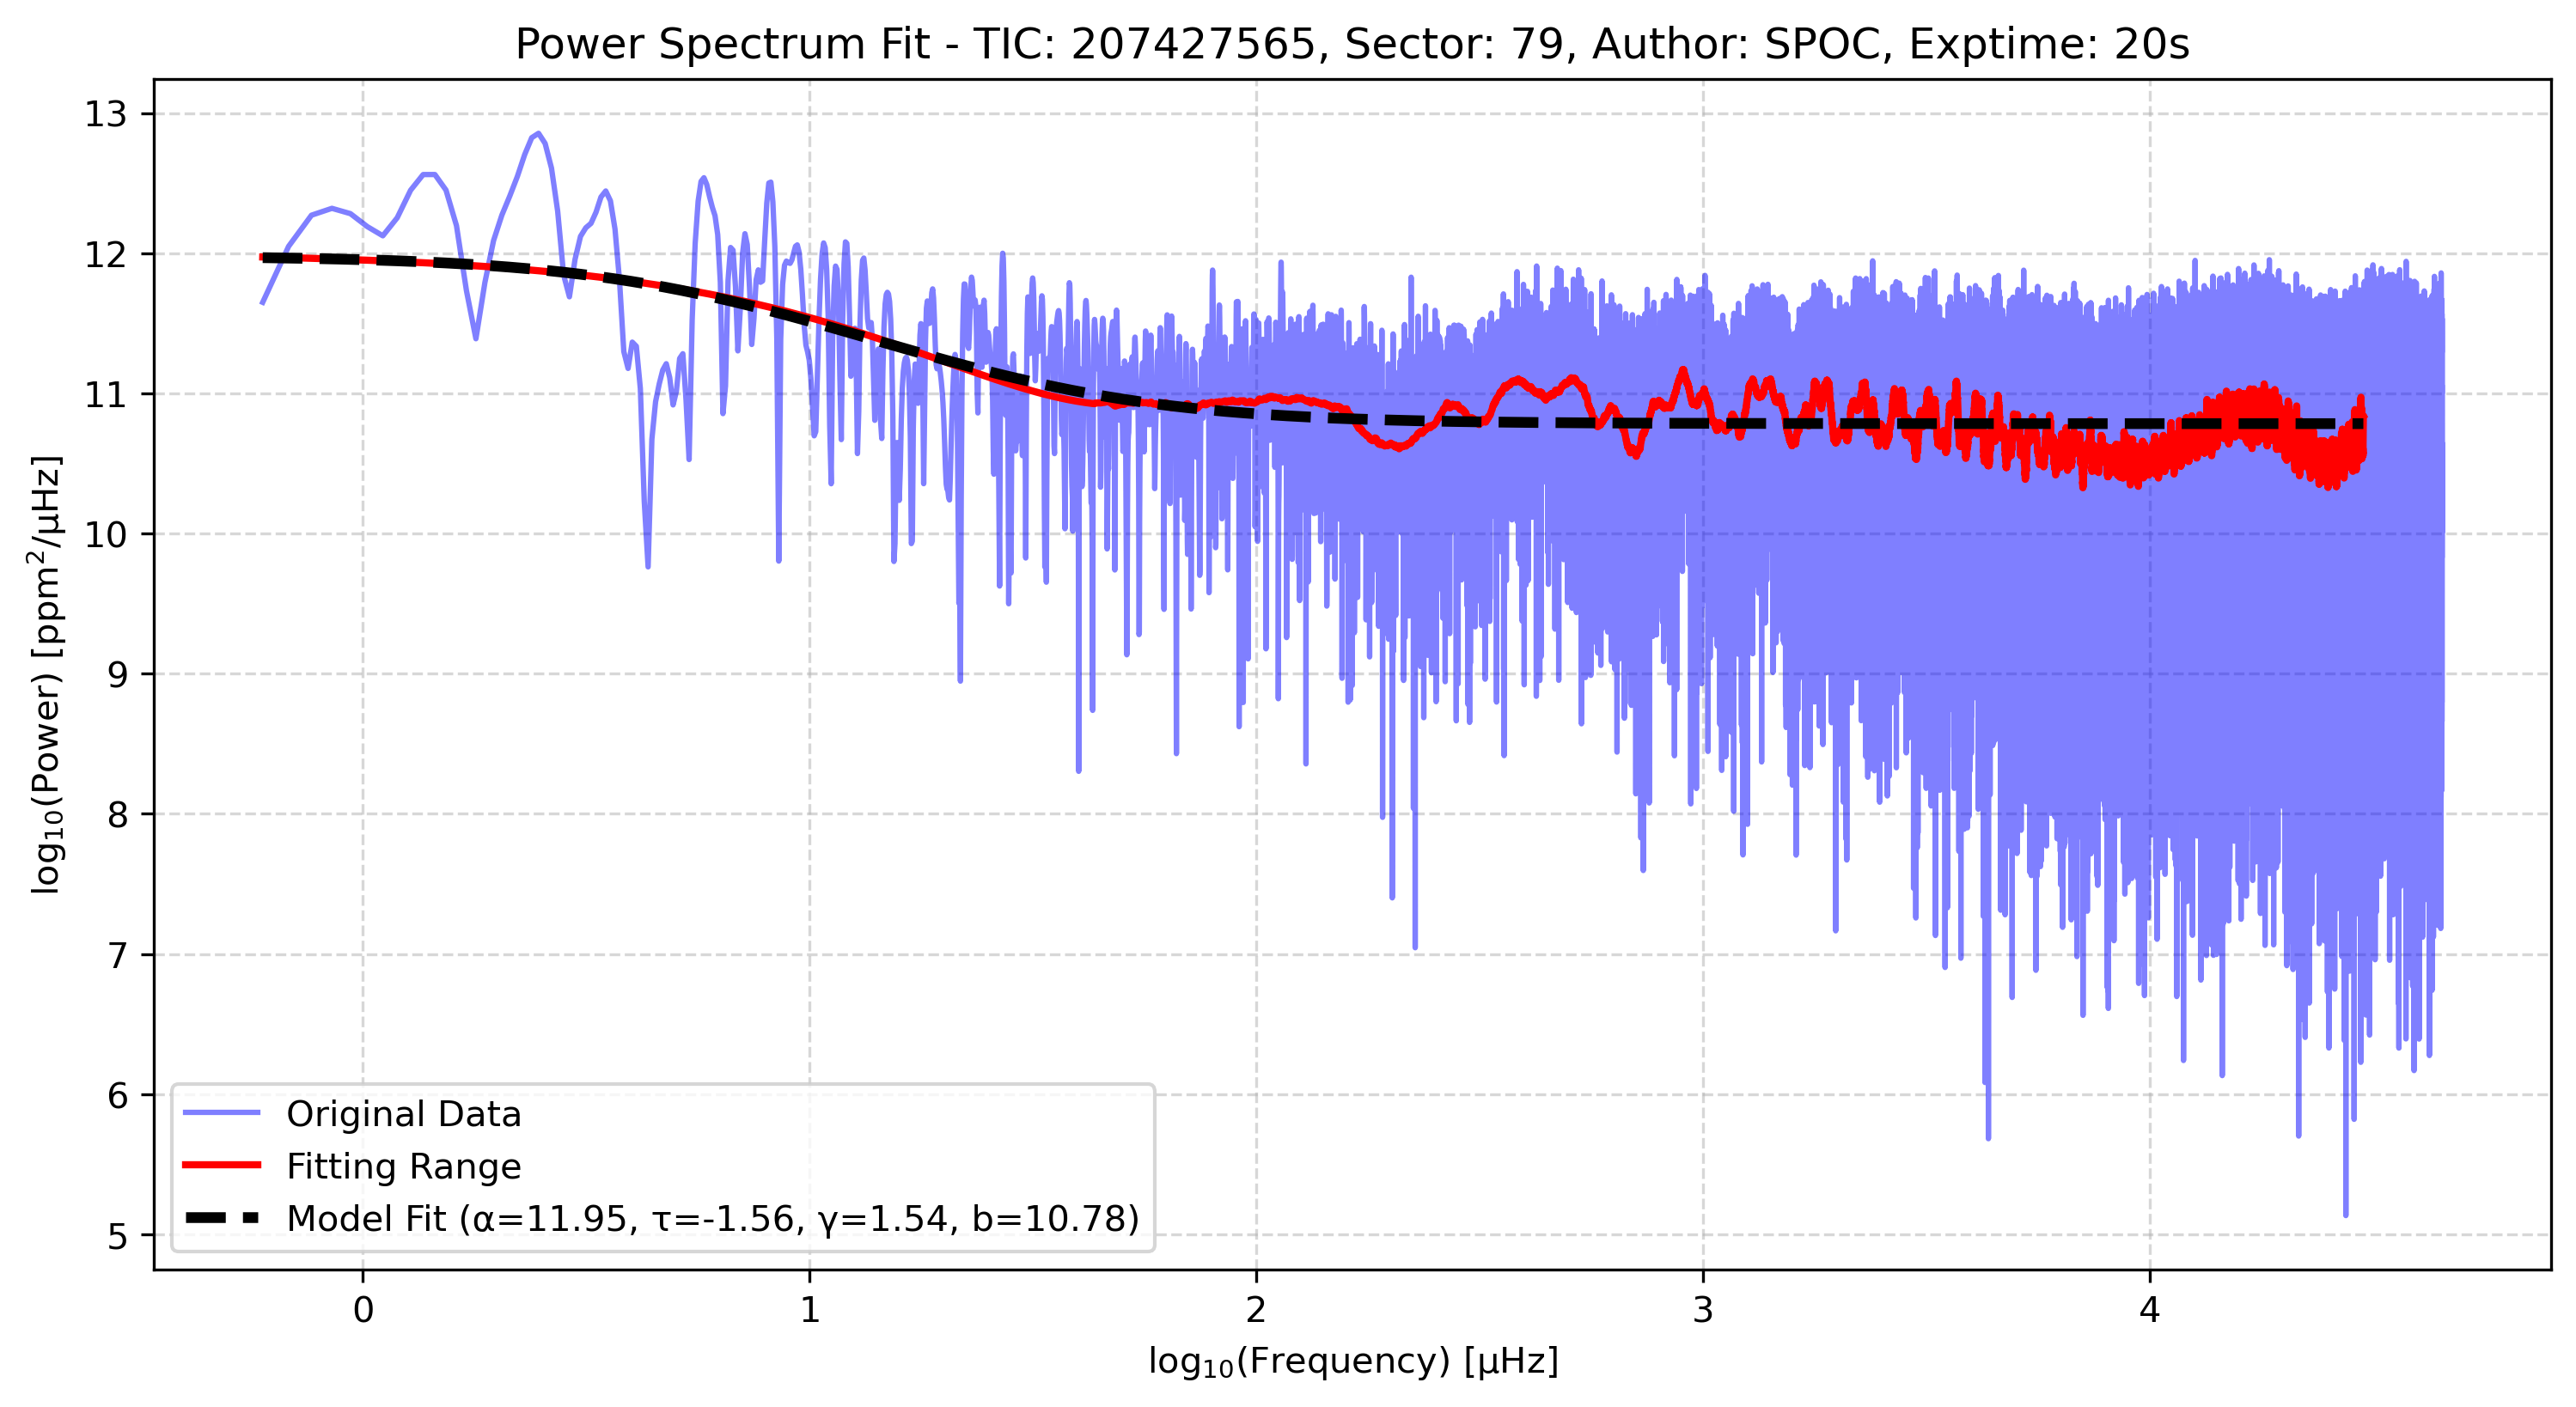 Power Spectrum Fit - TIC: 207427565, Sector: 79, Author: SPOC, Exptime: 20s
log₁₀(Power) [ppm²/μHz]
13
12
11
10
9
8
7
6
5
Original Data
Fitting Range
Model Fit (α=11.95, τ=-1.56, γ=1.54, b=10.78)
0 1 2 3 4
log₁₀(Frequency) [μHz]